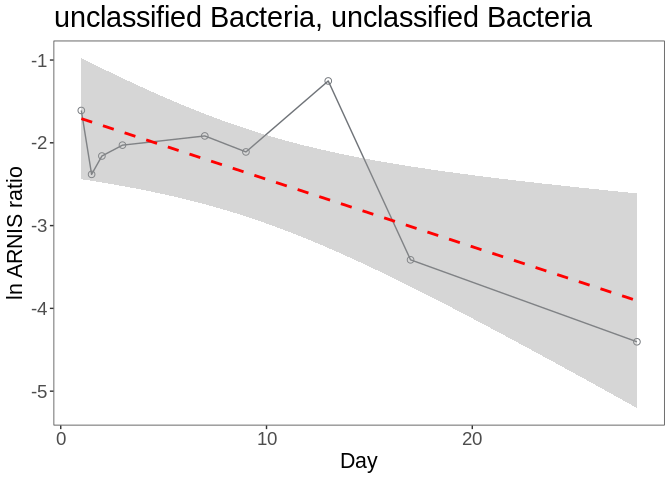 unclassified Bacteria, unclassified Bacteria
-1
-2
-3
-4
-5
ln ARNIS ratio
0 10 20
Day